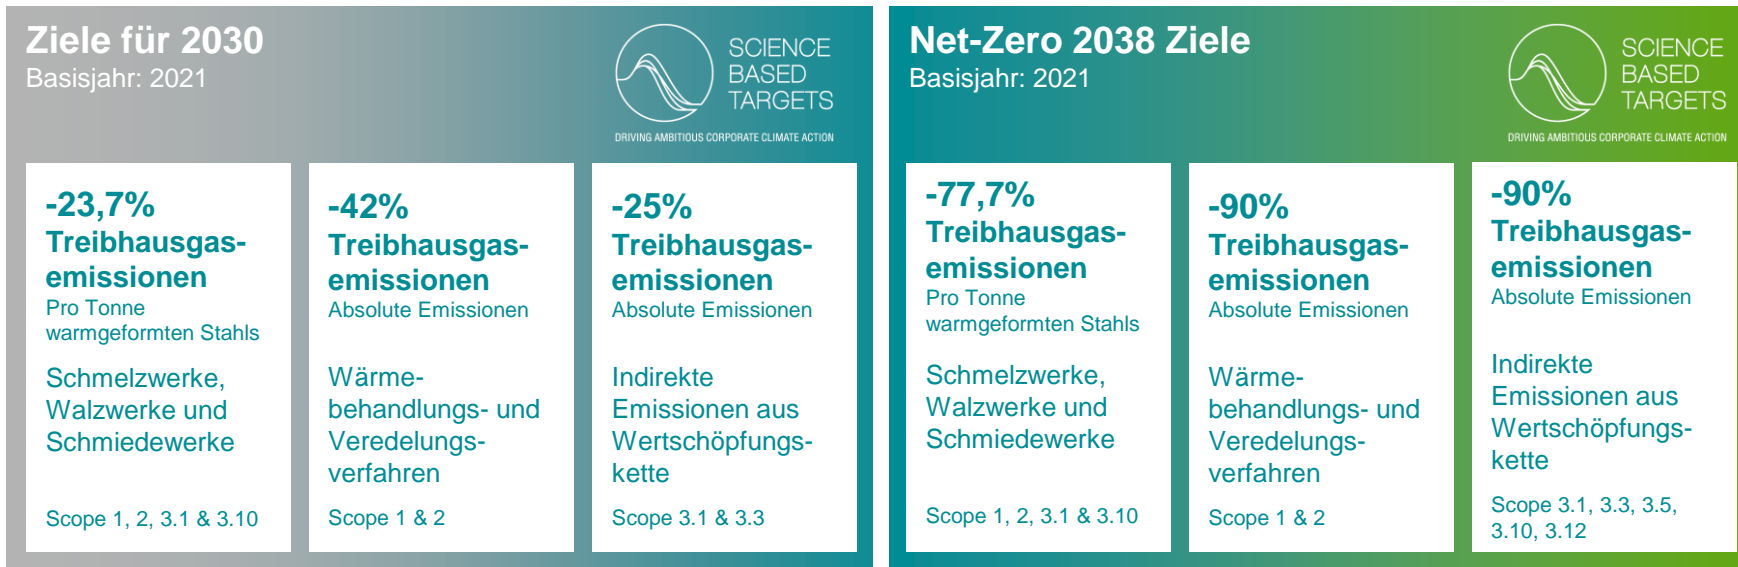 Ziele für 2030
Basisjahr: 2021
SCIENCE
BASED
TARGETS
DRIVING AMBITIOUS CORPORATE CLIMATE ACTION
-23,7%
Treibhausgas-
emissionen
Pro Tonne
warmgeformten Stahls
Schmelzwerke,
Walzwerke und
Schmiedewerke
Scope 1, 2, 3.1 & 3.10
-42%
Treibhausgas-
emissionen
Absolute Emissionen
Wärme-
behandlungs- und
Veredelungs-
verfahren
Scope 1 & 2
-25%
Treibhausgas-
emissionen
Absolute Emissionen
Indirekte
Emissionen aus
Wertschöpfungs-
kette
Scope 3.1 & 3.3
Net-Zero 2038 Ziele
Basisjahr: 2021
SCIENCE
BASED
TARGETS
DRIVING AMBITIOUS CORPORATE CLIMATE ACTION
-77,7%
Treibhausgas-
emissionen
Pro Tonne
warmgeformten Stahls
Schmelzwerke,
Walzwerke und
Schmiedewerke
Scope 1, 2, 3.1 & 3.10
-90%
Treibhausgas-
emissionen
Absolute Emissionen
Wärme-
behandlungs- und
Veredelungs-
verfahren
Scope 1 & 2
-90%
Treibhausgas-
emissionen
Absolute Emissionen
Indirekte
Emissionen aus
Wertschöpfungs-
kette
Scope 3.1, 3.3, 3.5,
3.10, 3.12